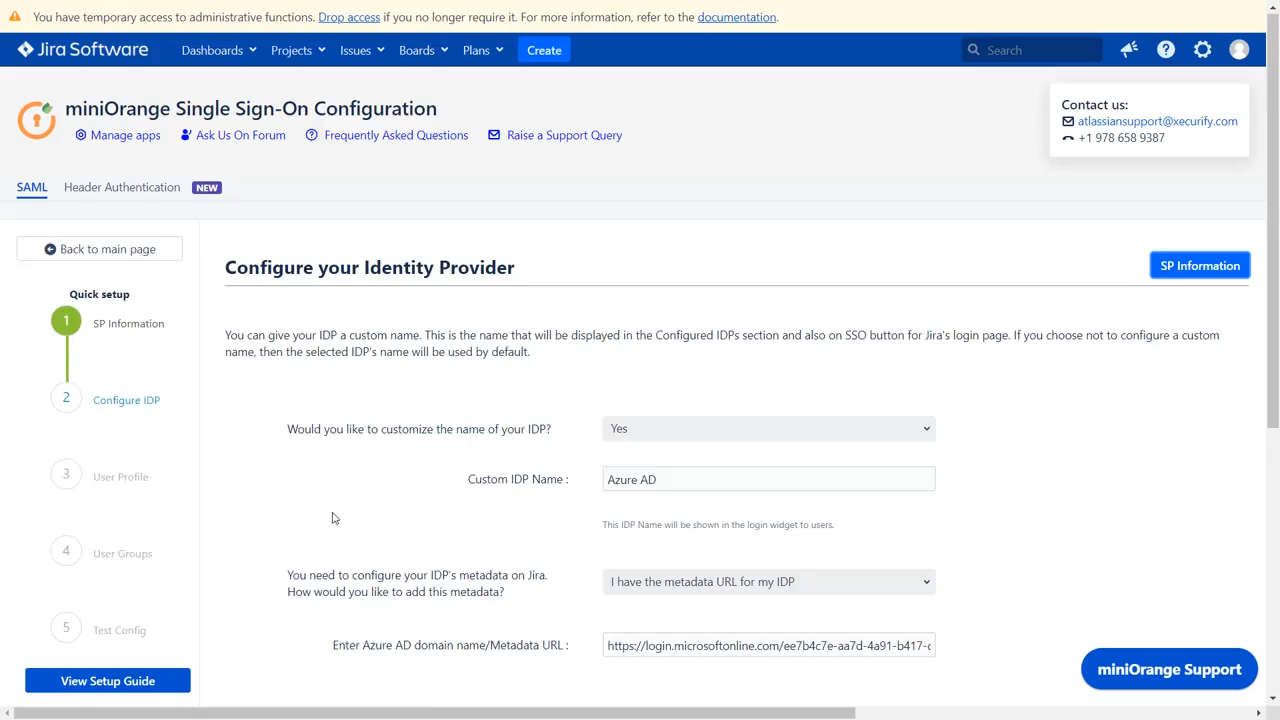 You have temporary access to administrative functions. Drop access if you no longer require it. For more information, refer to the documentation.
Jira Software
Dashboards
Projects
Issues
Boards
Plans
Create
Search
miniOrange Single Sign-On Configuration
Manage apps
Ask Us On Forum
Frequently Asked Questions
Raise a Support Query
Contact us:
atlassiansupport@xecurify.com
+1 978 658 9387
SAML
Header Authentication
NEW
Back to main page
Quick setup
1
SP Information
2
Configure IDP
3
User Profile
4
User Groups
5
Test Config
View Setup Guide
Configure your Identity Provider
SP Information
You can give your IDP a custom name. This is the name that will be displayed in the Configured IDPs section and also on SSO button for Jira's login page. If you choose not to configure a custom
name, then the selected IDP's name will be used by default.
Would you like to customize the name of your IDP?
Yes
Custom IDP Name :
Azure AD
This IDP Name will be shown in the login widget to users.
You need to configure your IDP's metadata on Jira.
How would you like to add this metadata?
I have the metadata URL for my IDP
Enter Azure AD domain name/Metadata URL :
https://login.microsoftonline.com/ee7b4c7e-aa7d-4a91-b417-c
miniOrange Support